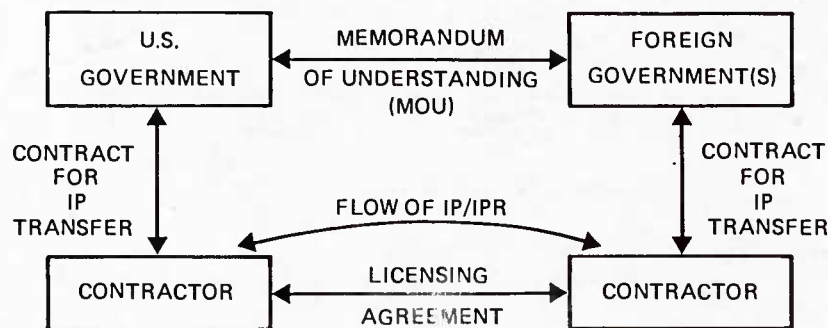 U.S.
GOVERNMENT
MEMORANDUM
OF UNDERSTANDING
(MOU)
FOREIGN
GOVERNMENT(S)
CONTRACT
FOR
IP
TRANSFER
CONTRACT
FOR
IP
TRANSFER
FLOW OF IP/IPR
CONTRACTOR
LICENSING
AGREEMENT
CONTRACTOR